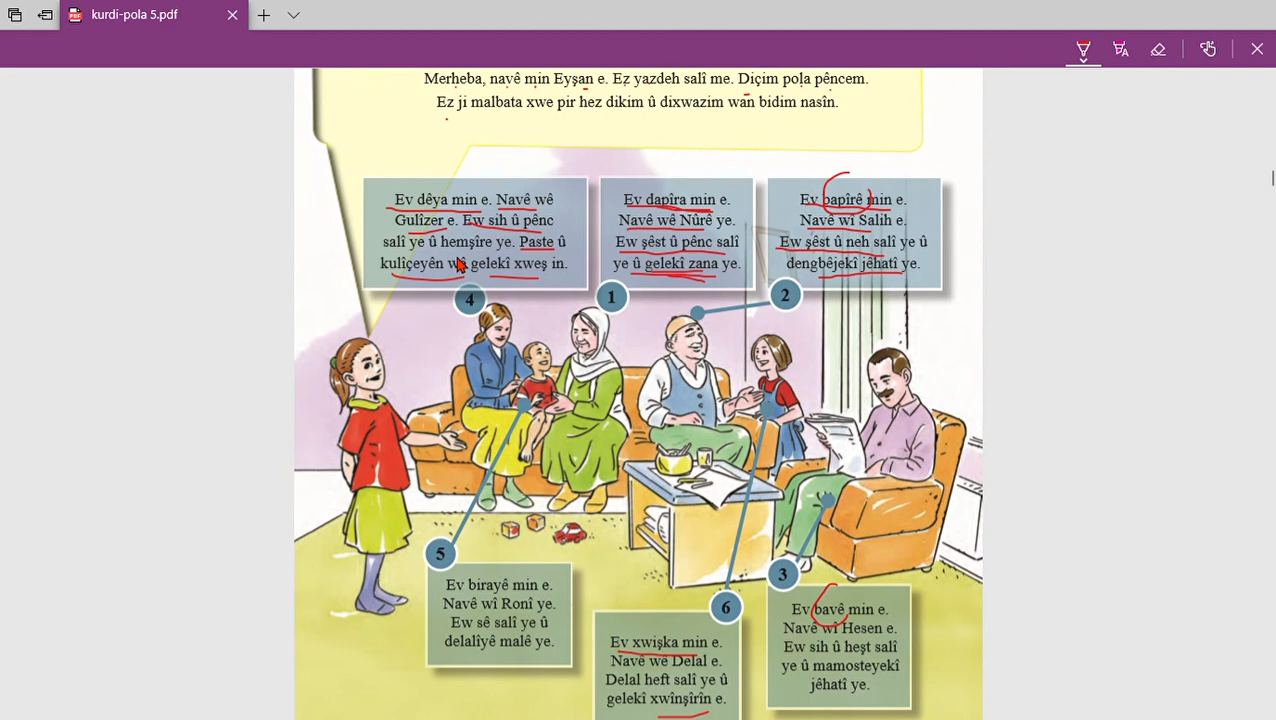 kurdi-pola 5.pdf
Merheba, navê min Eyşan e. Ez yazdeh salî me. Diçim pola pêncem.
Ez ji malbata xwe pir hez dikim û dixwazim wan bidim nasîn.
Ev dêya min e. Navê wê
Gulîzer e. Ew sih û pênc
salî ye û hemşîre ye. Paste û
kulîçeyên wê gelekî xweş in.
4
Ev dapîra min e.
Navê wê Nûrê ye.
Ew şêst û pênc salî
ye û gelekî zana ye.
1
Ev bapîrê min e.
Navê wî Salih e.
Ew şêst û neh salî ye û
dengbêjekî jêhatî ye.
2
5
Ev birayê min e.
Navê wî Ronî ye.
Ew sê salî ye û
delalîyê malê ye.
6
Ev xwişka min e.
Navê wê Delal e.
Delal heft salî ye û
gelekî xwînşîrîn e.
3
Ev bavê min e.
Navê wî Hesen e.
Ew sih û heşt salî
ye û mamosteyekî
jêhatî ye.